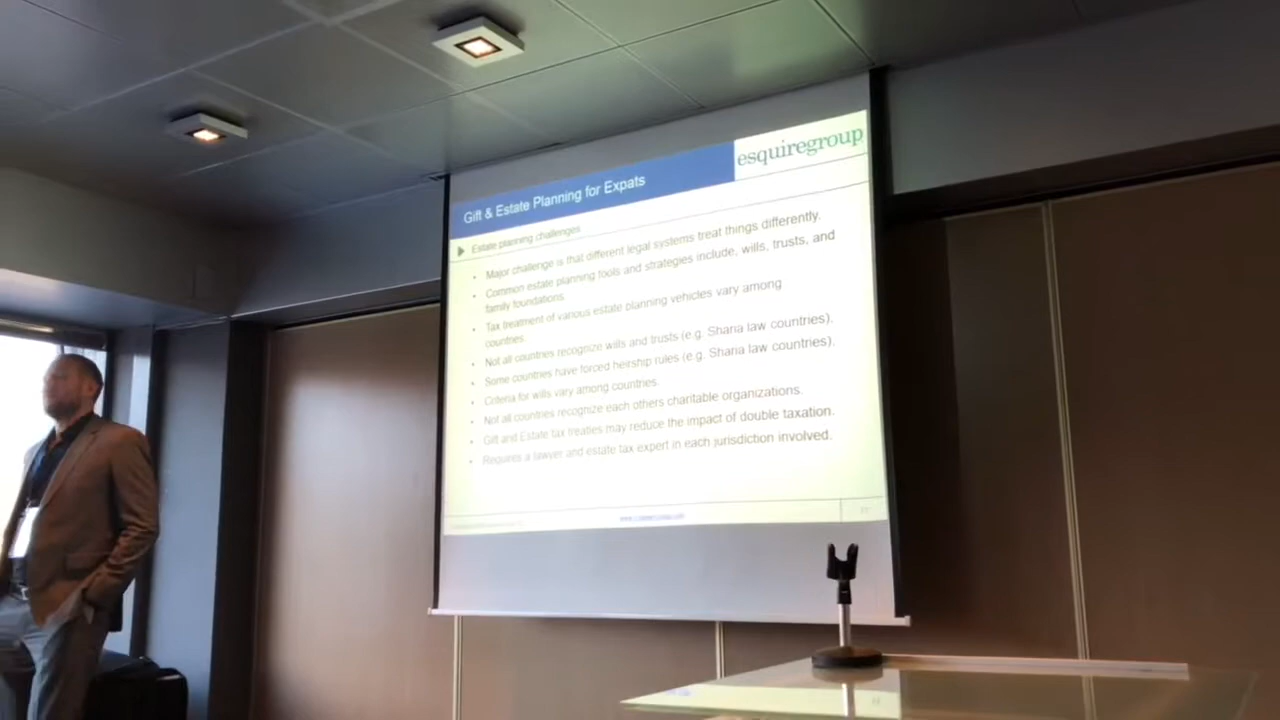 esquiregroup
Gift & Estate Planning for Expats
Estate planning challenges
• Major challenge is that different legal systems treat things differently.
• Common estate planning tools and strategies include, wills, trusts, and
family foundations.
• Tax treatment of various estate planning vehicles vary among
countries.
• Not all countries recognize wills and trusts (e.g. Sharia law countries).
• Some countries have forced heirship rules (e.g. Sharia law countries).
• Criteria for wills vary among countries.
• Not all countries recognize each others charitable organizations.
• Gift and Estate tax treaties may reduce the impact of double taxation.
• Requires a lawyer and estate tax expert in each jurisdiction involved.